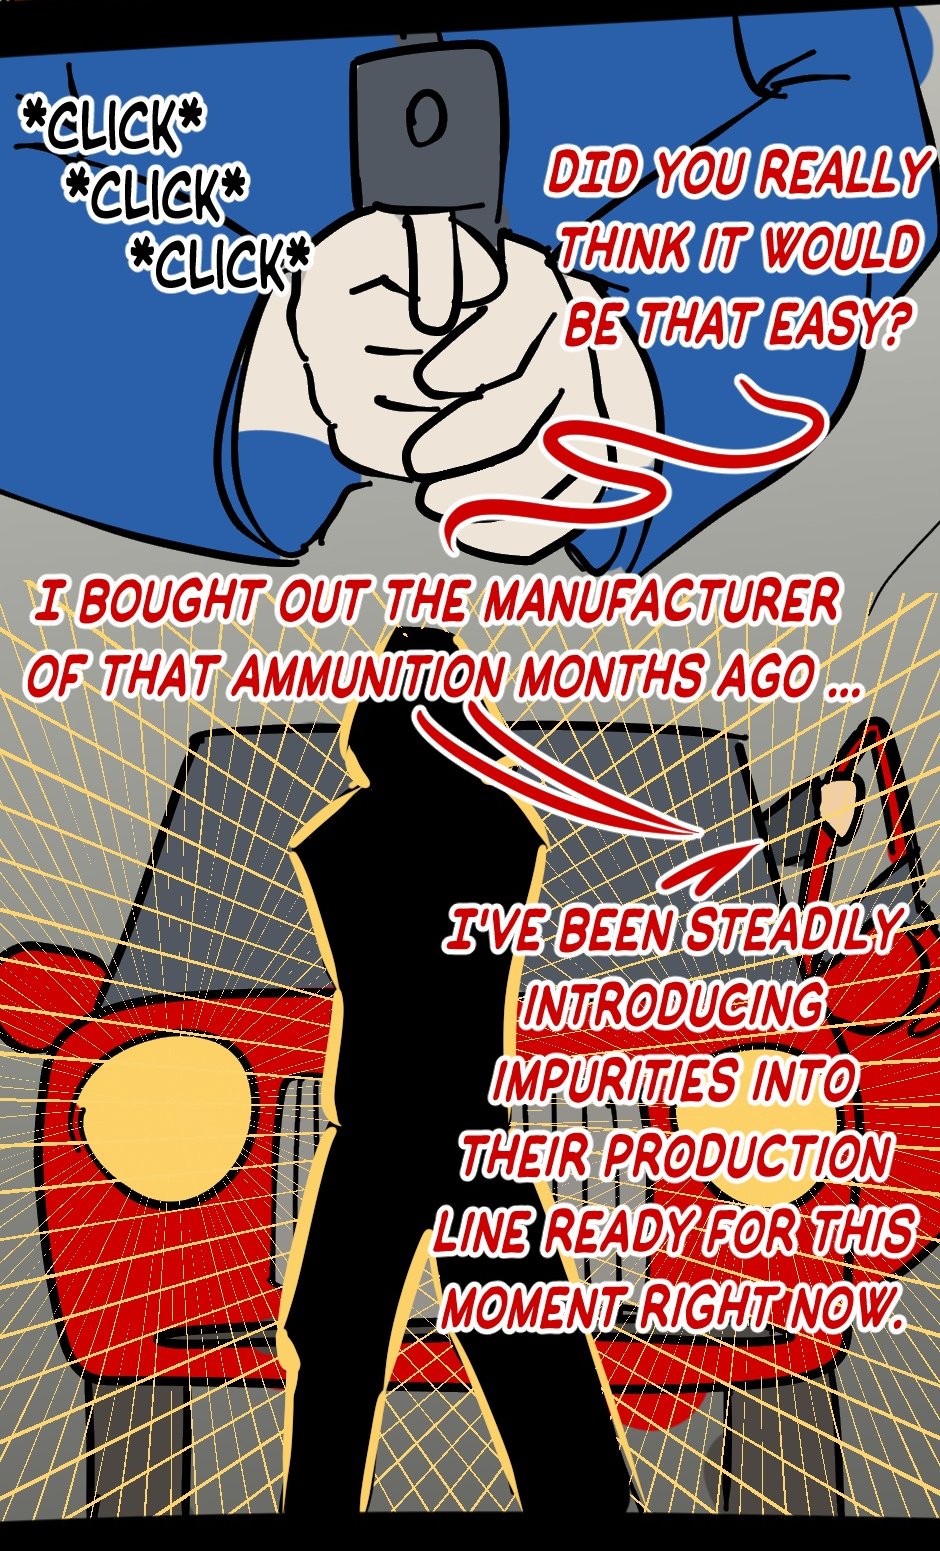 *CLICK*
*CLICK*
*CLICK*
DID YOU REALLY
THINK IT WOULD
BE THAT EASY?
I BOUGHT OUT THE MANUFACTURER
OF THAT AMMUNITION MONTHS AGO ...
I'VE BEEN STEADILY
INTRODUCING
IMPURITIES INTO
THEIR PRODUCTION
LINE READY FOR THIS
MOMENT RIGHT NOW.